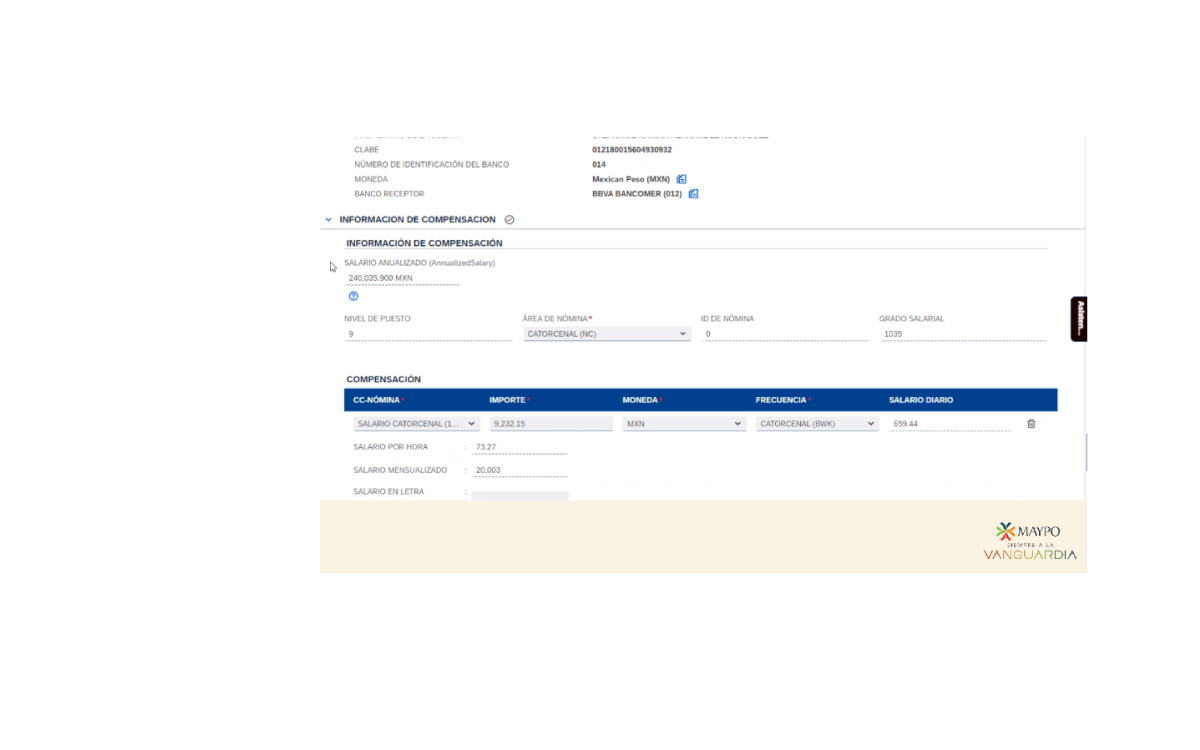 CLABE 012180015604930932
NÚMERO DE IDENTIFICACIÓN DEL BANCO 014
MONEDA Mexican Peso (MXN)
BANCO RECEPTOR BBVA BANCOMER (012)
INFORMACION DE COMPENSACION
INFORMACIÓN DE COMPENSACIÓN
SALARIO ANUALIZADO (AnnualizedSalary)
240,035.900 MXN
Asisten...
NIVEL DE PUESTO ÁREA DE NÓMINA* ID DE NÓMINA GRADO SALARIAL
9 CATORCENAL (NC) 0 1035
COMPENSACIÓN
CC-NÓMINA* IMPORTE* MONEDA* FRECUENCIA* SALARIO DIARIO
SALARIO CATORCENAL (1... 9,232.15 MXN CATORCENAL (BWK) 659.44
SALARIO POR HORA : 73.27
SALARIO MENSUALIZADO : 20,003
SALARIO EN LETRA :
MAYPO
SIEMPRE A LA
VANGUARDIA